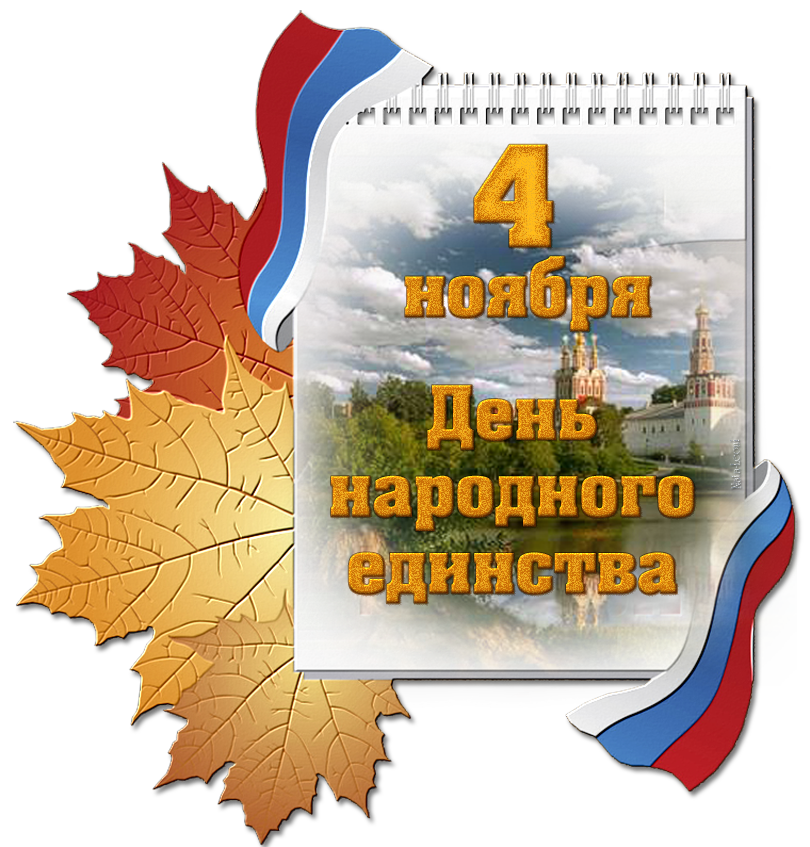 4
ноября
День
народного
единства